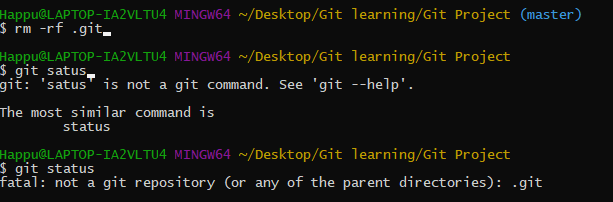 Happu@LAPTOP-IA2VLTU4 MINGW64 ~/Desktop/Git learning/Git Project (master)
$ rm -rf .git
Happu@LAPTOP-IA2VLTU4 MINGW64 ~/Desktop/Git learning/Git Project
$ git satus
git: 'satus' is not a git command. See 'git --help'.
The most similar command is
status
Happu@LAPTOP-IA2VLTU4 MINGW64 ~/Desktop/Git learning/Git Project
$ git status
fatal: not a git repository (or any of the parent directories): .git